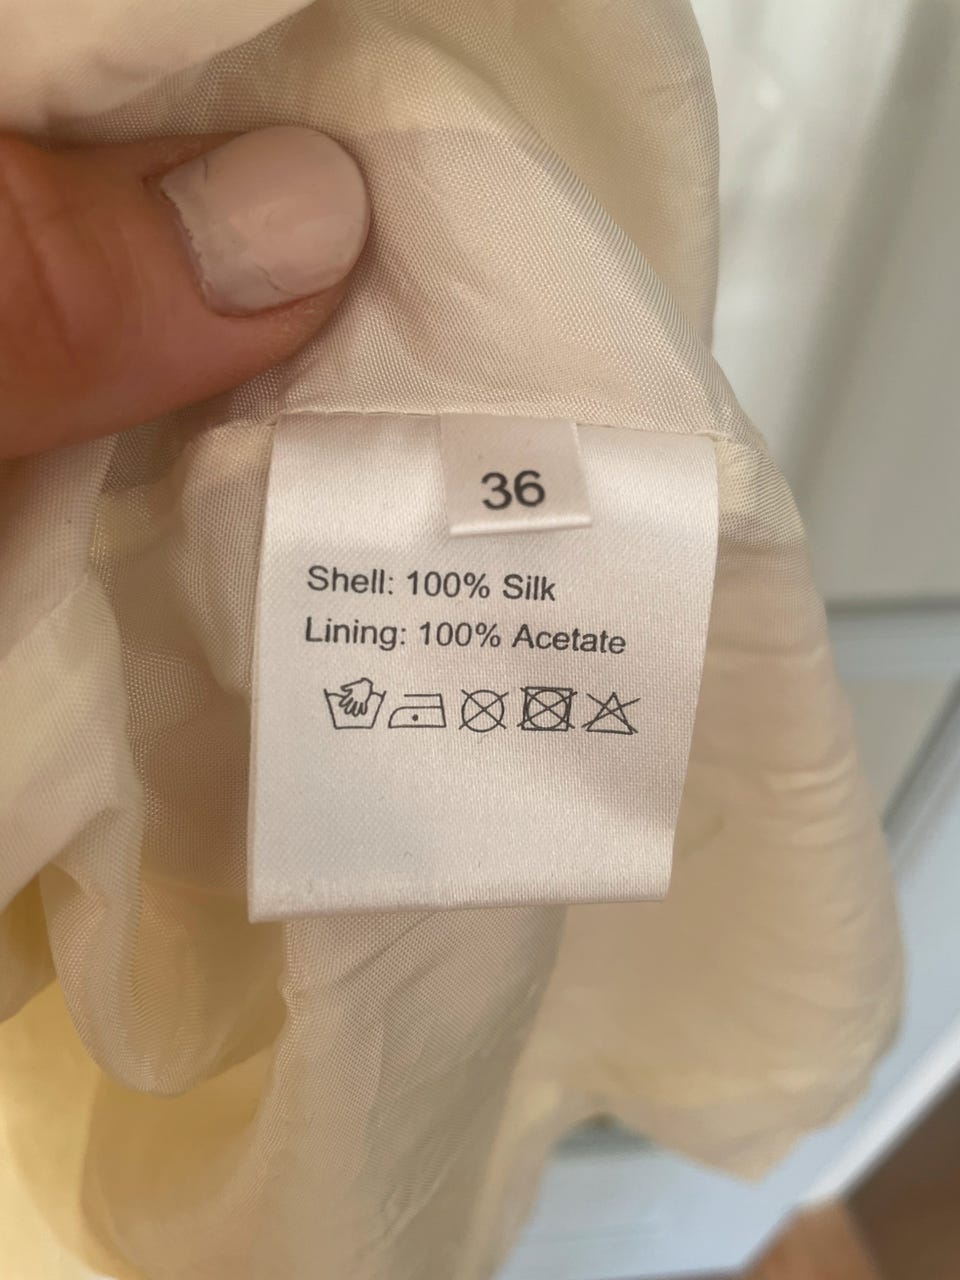 36
Shell: 100% Silk
Lining: 100% Acetate